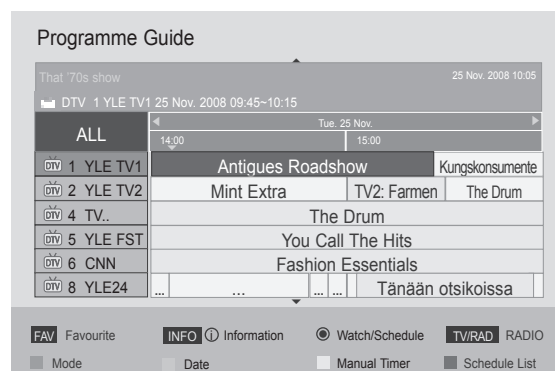 Programme Guide
That '70s show 25 Nov. 2008 10:05
DTV 1 YLE TV1 25 Nov. 2008 09:45~10:15
ALL
Tue. 25 Nov.
14:00 15:00
DTV 1 YLE TV1 Antigues Roadshow Kungskonsumente
DTV 2 YLE TV2 Mint Extra TV2: Farmen The Drum
DTV 4 TV.. The Drum
DTV 5 YLE FST You Call The Hits
DTV 6 CNN Fashion Essentials
DTV 8 YLE24 ... ... ... ... Tänään otsikoissa
FAV Favourite INFO ⓘ Information Watch/Schedule TV/RAD RADIO
Mode Date Manual Timer Schedule List